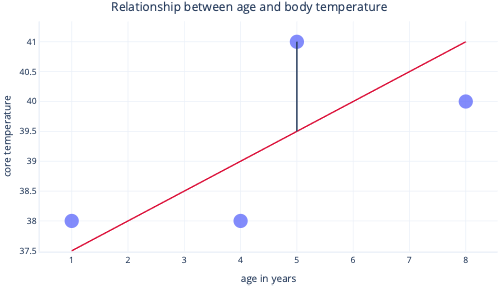 Relationship between age and body temperature
41
40.5
40
39.5
39
38.5
38
37.5
core temperature
1 2 3 4 5 6 7 8
age in years